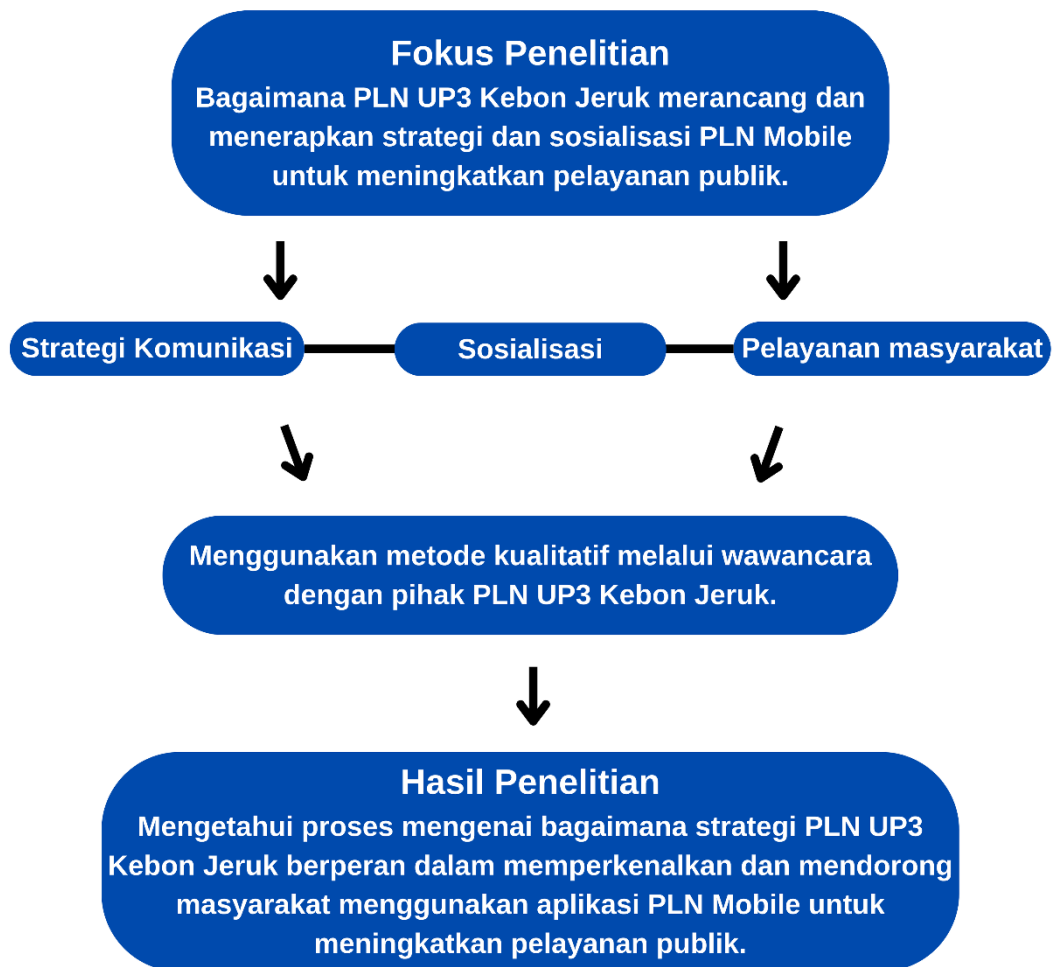 Fokus Penelitian
Bagaimana PLN UP3 Kebon Jeruk merancang dan
menerapkan strategi dan sosialisasi PLN Mobile
untuk meningkatkan pelayanan publik.
Strategi Komunikasi
Sosialisasi
Pelayanan masyarakat
Menggunakan metode kualitatif melalui wawancara
dengan pihak PLN UP3 Kebon Jeruk.
Hasil Penelitian
Mengetahui proses mengenai bagaimana strategi PLN UP3
Kebon Jeruk berperan dalam memperkenalkan dan mendorong
masyarakat menggunakan aplikasi PLN Mobile untuk
meningkatkan pelayanan publik.